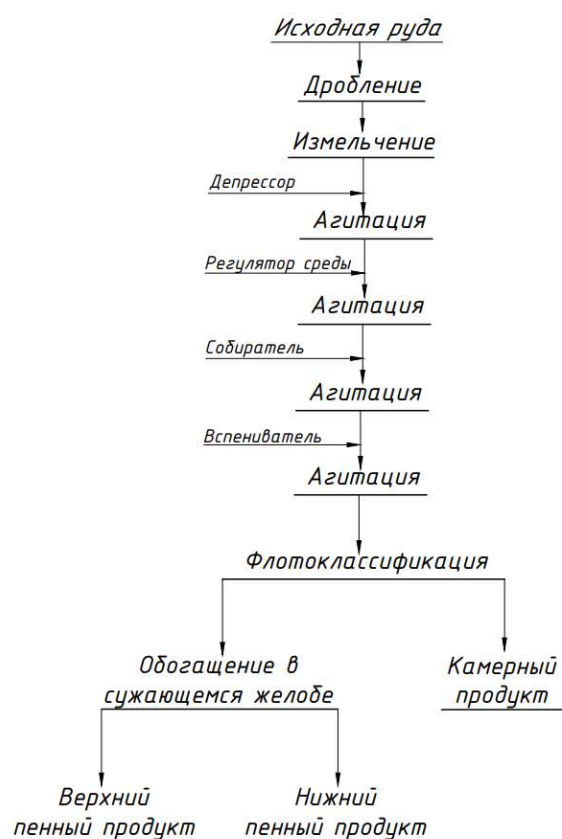 Исходная руда
Дробление
Измельчение
Депрессор
Агитация
Регулятор среды
Агитация
Собиратель
Агитация
Вспениватель
Агитация
Флотоклассификация
Обогащение в
сужающемся желобе
Камерный
продукт
Верхний
пенный продукт
Нижний
пенный продукт